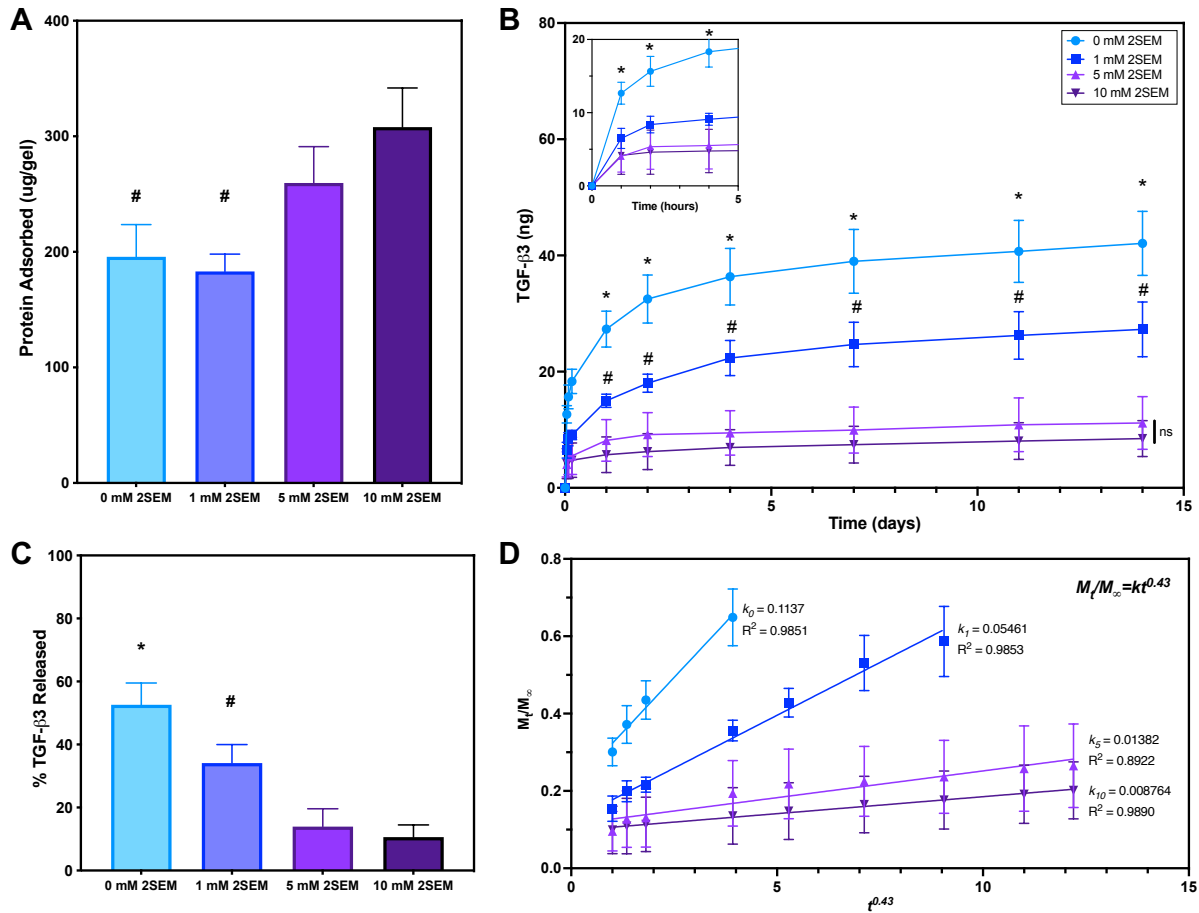 A
Protein Adsorbed (ug/gel)
400
300
200
100
0
#
#
0 mM 2SEM
1 mM 2SEM
5 mM 2SEM
10 mM 2SEM
B
TGF-β3 (ng)
80
60
40
20
0
0
5
10
15
Time (days)
20
10
0
0
5
Time (hours)
*
*
*
0 mM 2SEM
1 mM 2SEM
5 mM 2SEM
10 mM 2SEM
*
*
*
*
*
*
#
#
#
#
#
#
ns
C
% TGF-β3 Released
100
80
60
40
20
0
*
#
0 mM 2SEM
1 mM 2SEM
5 mM 2SEM
10 mM 2SEM
D
Mₜ/M∞
0.8
0.6
0.4
0.2
0.0
0
5
10
15
t^0.43
Mₜ/M∞=kt^0.43
k₀ = 0.1137
R² = 0.9851
k₁ = 0.05461
R² = 0.9853
k₅ = 0.01382
R² = 0.8922
k₁₀ = 0.008764
R² = 0.9890